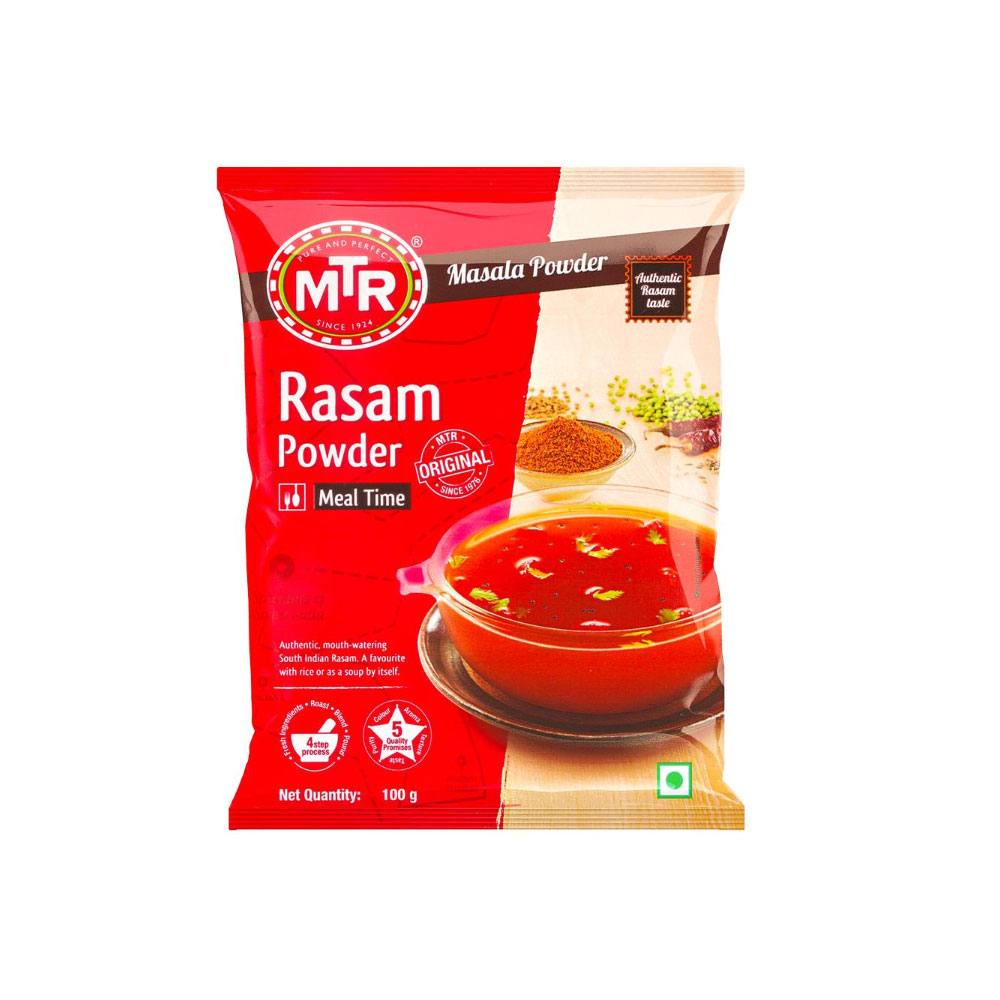 PURE AND PERFECT
MTR
®
SINCE 1924
Masala Powder
Authentic
Rasam
taste
Rasam
Powder
MTR
ORIGINAL
SINCE 1976
Meal Time
Authentic, mouth-watering
South Indian Rasam. A favourite
with rice or as a soup by itself.
Fresh Ingredients • Roast • Blend • Pound
4step
process
Purity Colour Aroma Texture Taste
5
Quality
Promises
Net Quantity: 100 g